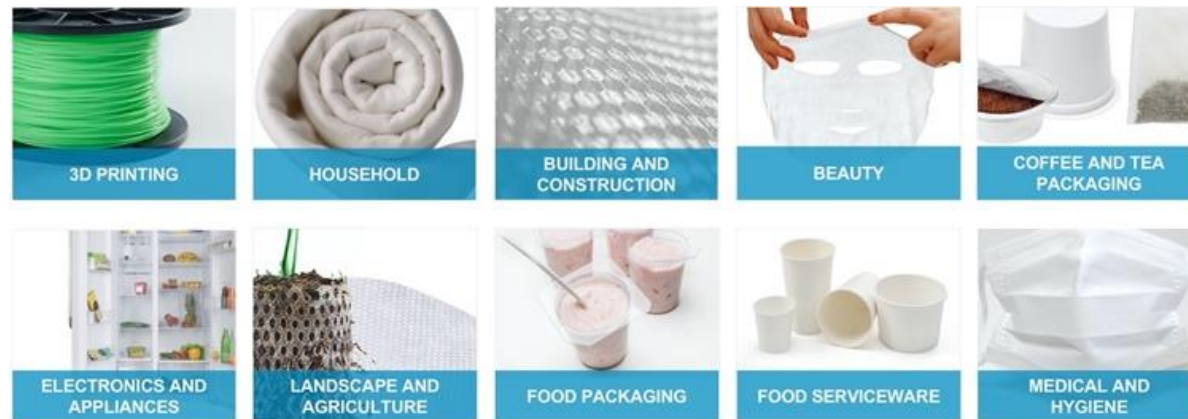 3D PRINTING
HOUSEHOLD
BUILDING AND
CONSTRUCTION
BEAUTY
COFFEE AND TEA
PACKAGING
ELECTRONICS AND
APPLIANCES
LANDSCAPE AND
AGRICULTURE
FOOD PACKAGING
FOOD SERVICEWARE
MEDICAL AND
HYGIENE